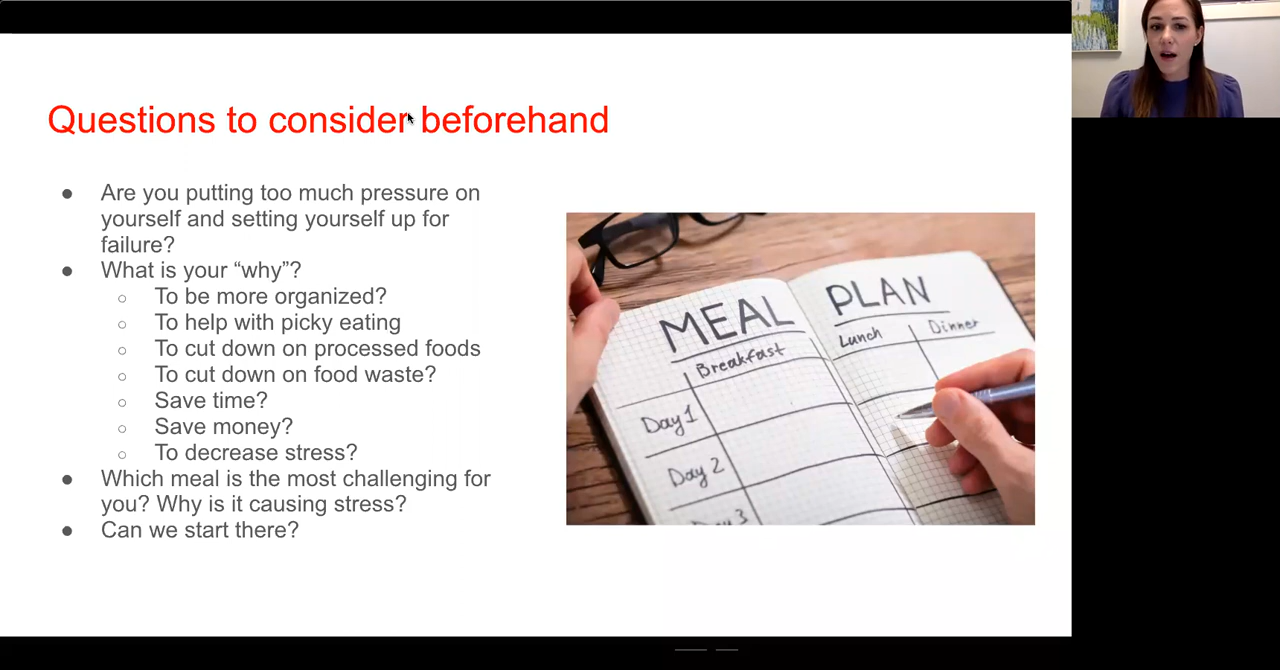 Questions to consider beforehand
● Are you putting too much pressure on
yourself and setting yourself up for
failure?
● What is your “why”?
○ To be more organized?
○ To help with picky eating
○ To cut down on processed foods
○ To cut down on food waste?
○ Save time?
○ Save money?
○ To decrease stress?
● Which meal is the most challenging for
you? Why is it causing stress?
● Can we start there?
MEAL PLAN
Breakfast Lunch Dinner
Day 1
Day 2
Day 3